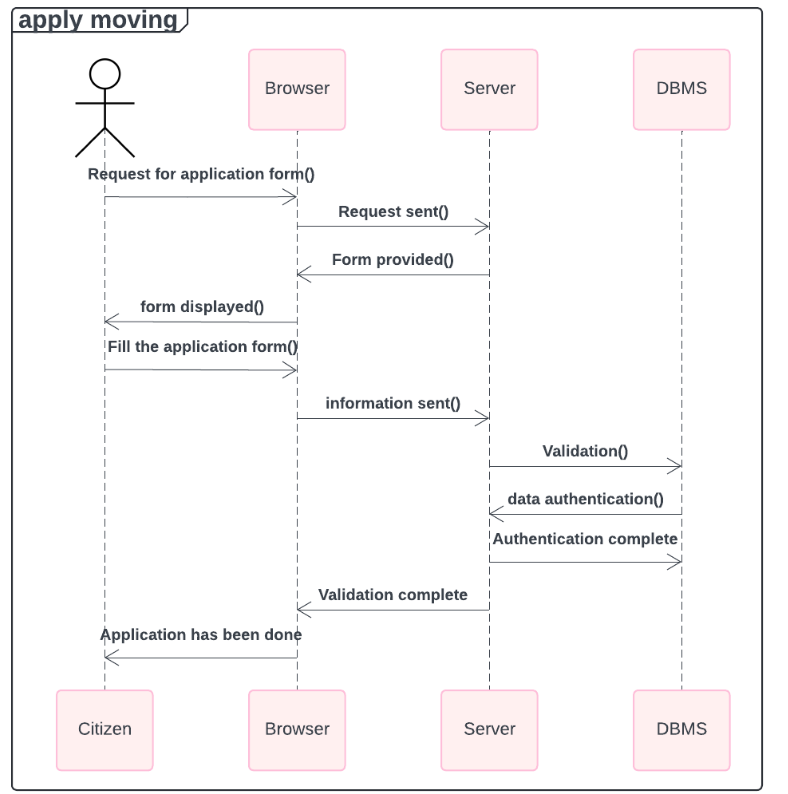 apply moving
Browser
Server
DBMS
Request for application form()
Request sent()
Form provided()
form displayed()
Fill the application form()
information sent()
Validation()
data authentication()
Authentication complete
Validation complete
Application has been done
Citizen
Browser
Server
DBMS